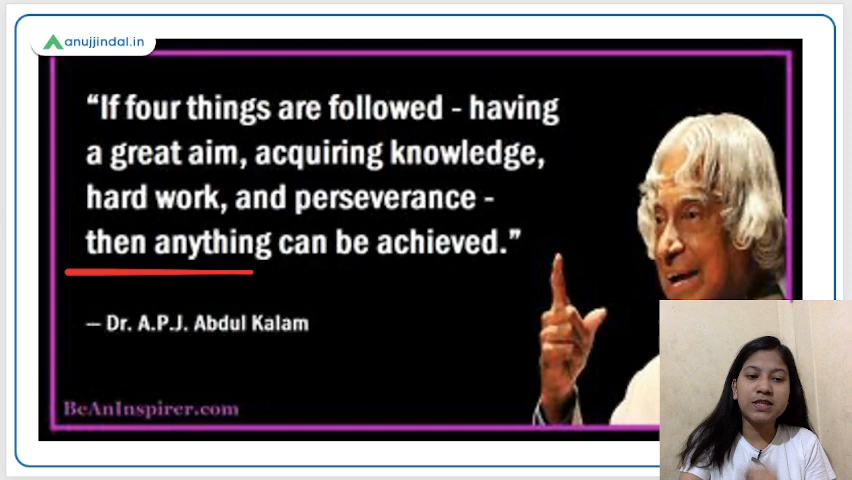 anujjindal.in
“If four things are followed - having
a great aim, acquiring knowledge,
hard work, and perseverance -
then anything can be achieved.”
– Dr. A.P.J. Abdul Kalam
BeAnInspirer.com